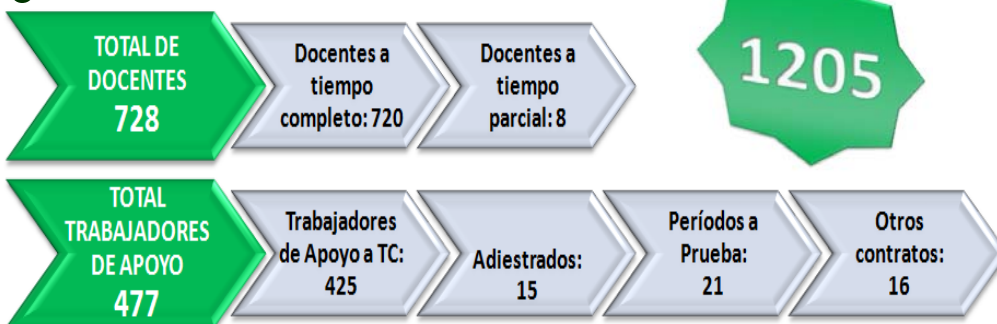 TOTAL DE
DOCENTES
728
Docentes a
tiempo
completo: 720
Docentes a
tiempo
parcial: 8
1205
TOTAL
TRABAJADORES
DE APOYO
477
Trabajadores
de Apoyo a TC:
425
Adiestrados:
15
Períodos a
Prueba:
21
Otros
contratos:
16